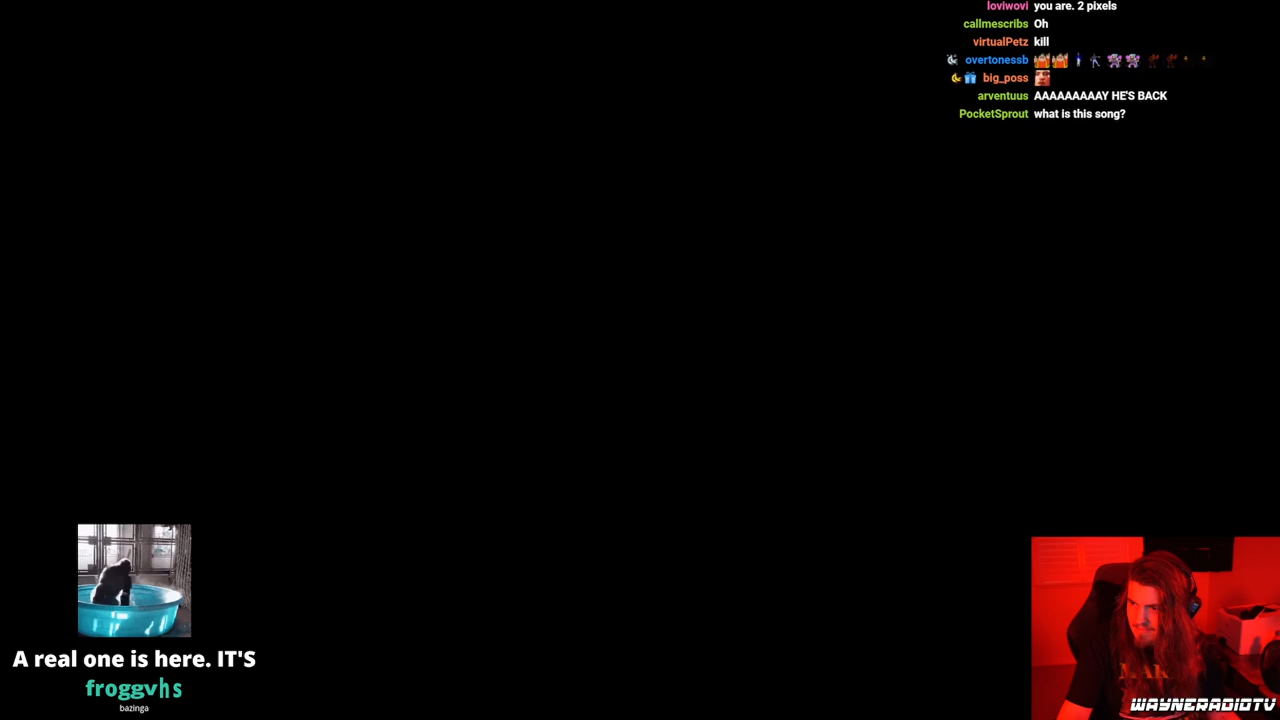 loviwovi you are. 2 pixels
callmescribs Oh
virtualPetz kill
overtonessb
big_poss
arventuus AAAAAAAAAY HE'S BACK
PocketSprout what is this song?
A real one is here. IT'S
froggvhs
bazinga
WAYNERADIOTV